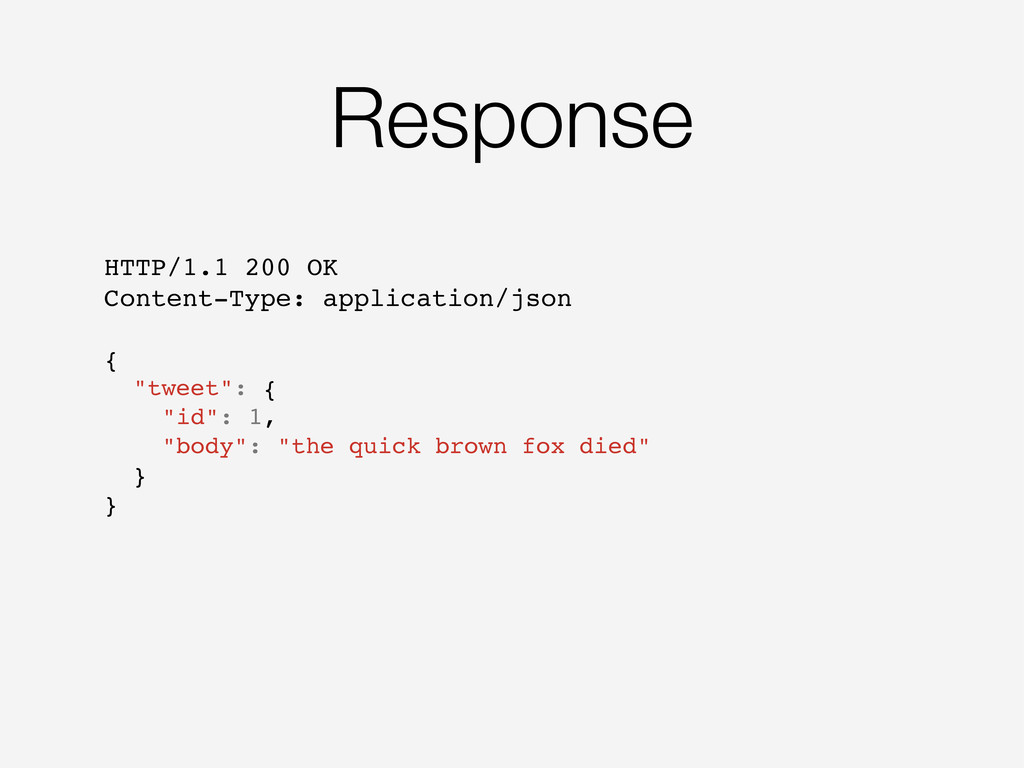 Response
HTTP/1.1 200 OK
Content-Type: application/json
{
"tweet": {
"id": 1,
"body": "the quick brown fox died"
}
}